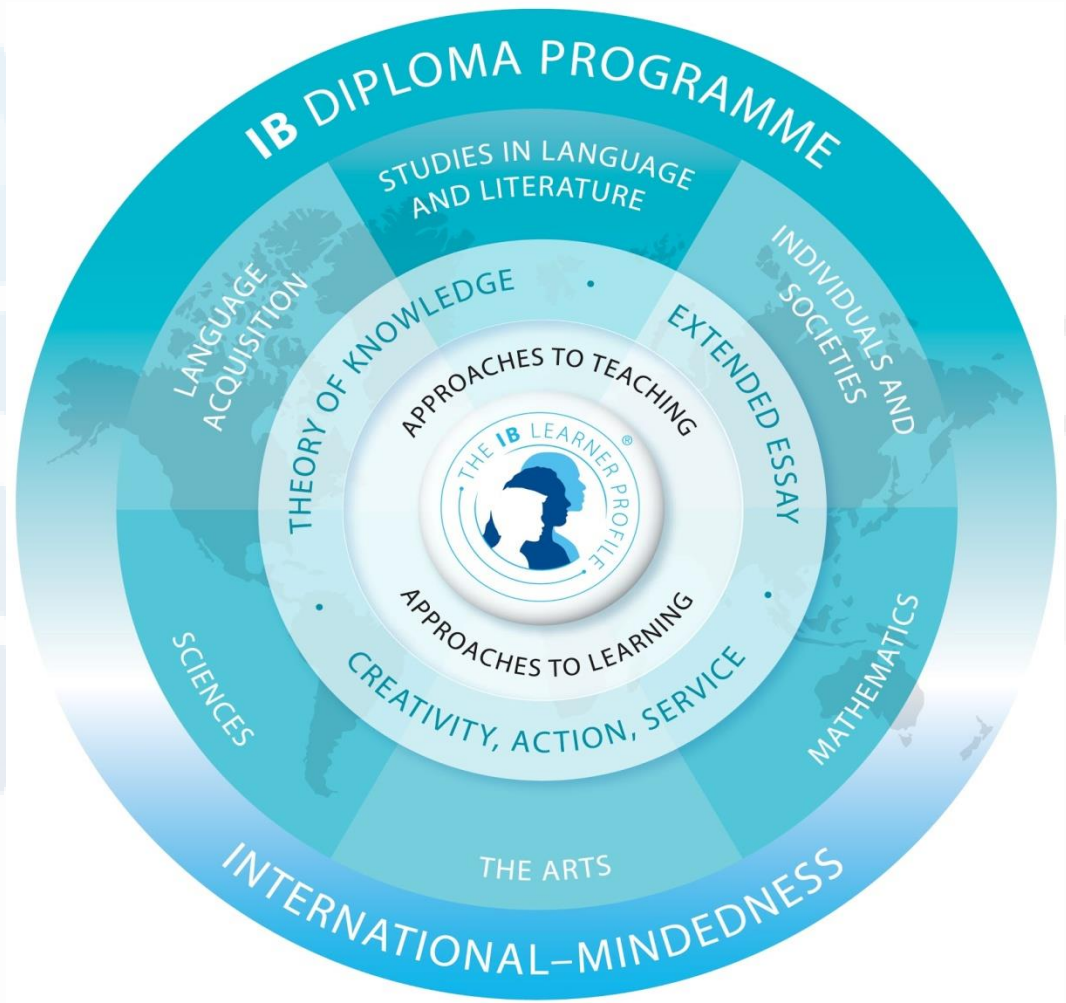 IB DIPLOMA PROGRAMME
STUDIES IN LANGUAGE
AND LITERATURE
LANGUAGE
ACQUISITION
INDIVIDUALS AND
SOCIETIES
THEORY OF KNOWLEDGE
EXTENDED ESSAY
APPROACHES TO TEACHING
THE IB LEARNER PROFILE ®
APPROACHES TO LEARNING
CREATIVITY, ACTION, SERVICE
SCIENCES
MATHEMATICS
THE ARTS
INTERNATIONAL–MINDEDNESS